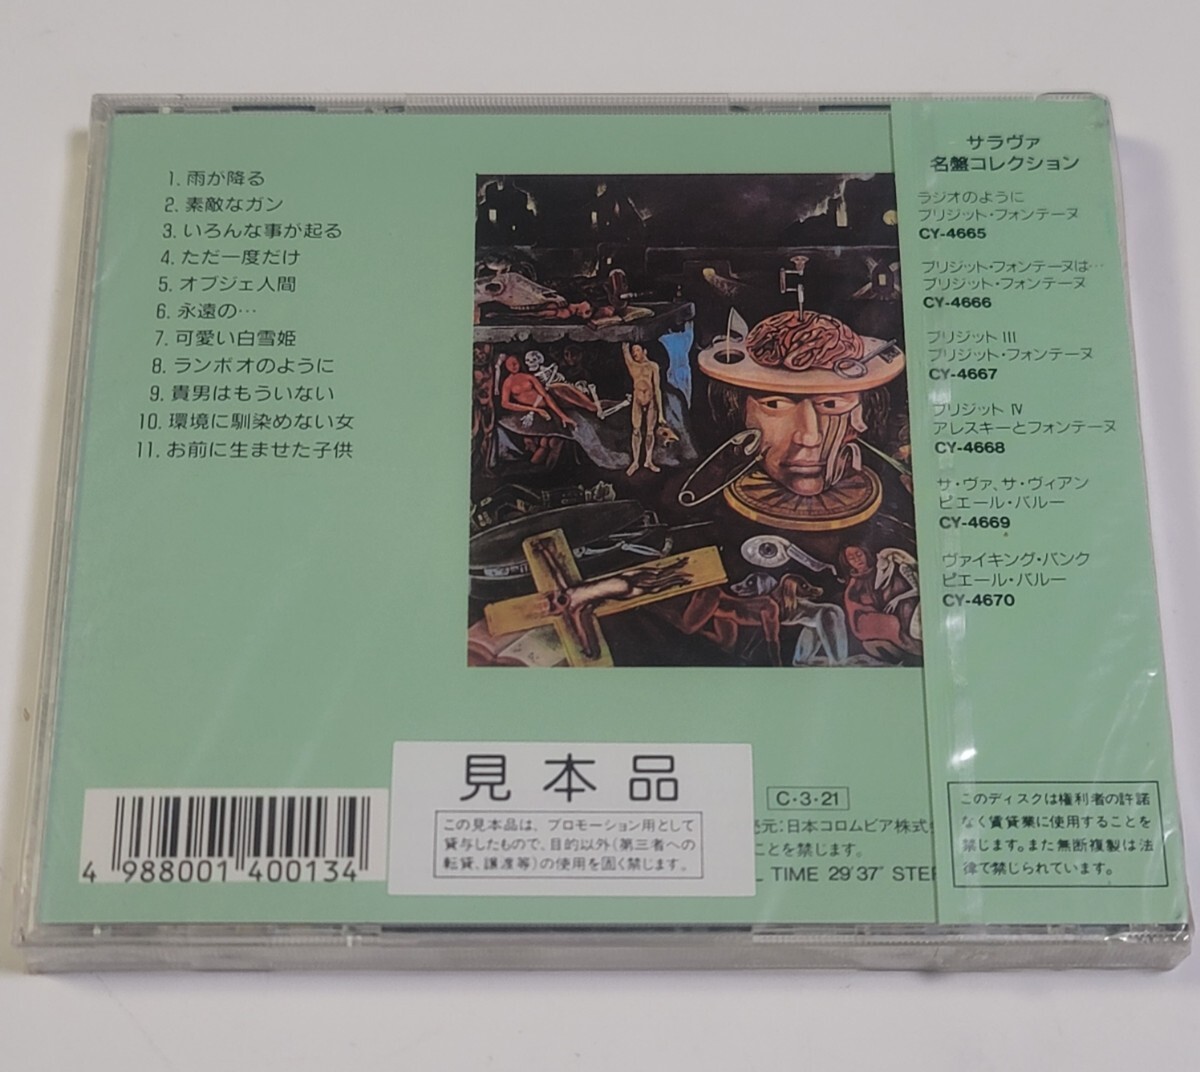 1. 雨が降る
2. 素敵なガン
3. いろんな事が起る
4. ただ一度だけ
5. オブジェ人間
6. 永遠の…
7. 可愛い白雪姫
8. ランボオのように
9. 貴男はもういない
10. 環境に馴染めない女
11. お前に生ませた子供
サラヴァ
名盤コレクション
ラジオのように
ブリジット・フォンテーヌ
CY-4665
ブリジット・フォンテーヌは…
ブリジット・フォンテーヌ
CY-4666
ブリジット III
ブリジット・フォンテーヌ
CY-4667
ブリジット IV
アレスキーとフォンテーヌ
CY-4668
サ・ヴァ、サ・ヴィアン
ピエール・バルー
CY-4669
ヴァイキング・バンク
ピエール・バルー
CY-4670
4 988001 400134
見本品
この見本品は、プロモーション用として
貸与したもので、目的以外(第三者への
転貸、譲渡等)の使用を固く禁じます。
C・3・21
売元:日本コロムビア株式
ことを禁じます。
TIME 29′37″
このディスクは権利者の許諾
なく賃貸業に使用することを
禁じます。また無断複製は法
律で禁じられています。